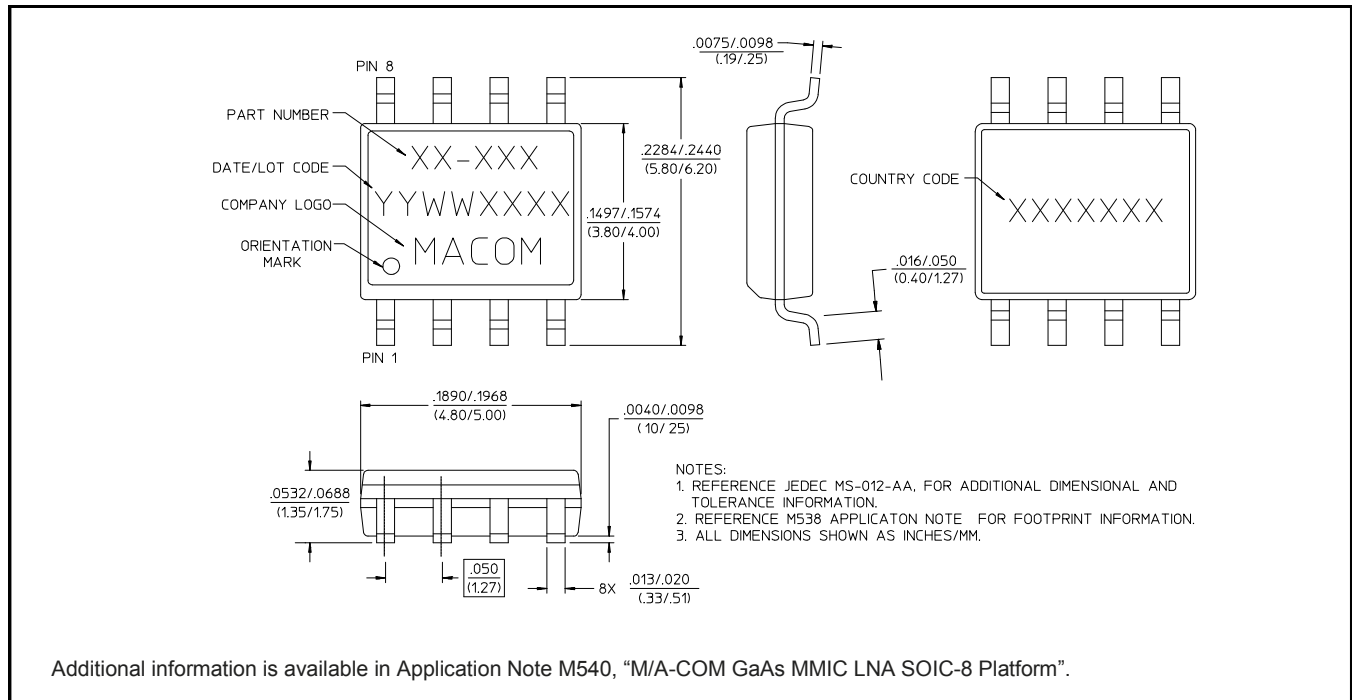 .0075/.0098
(.19/.25)
PIN 8
PART NUMBER
XX-XXX
DATE/LOT CODE
YYWWXXXX
COMPANY LOGO
MACOM
ORIENTATION
MARK
PIN 1
.2284/.2440
(5.80/6.20)
.1497/.1574
(3.80/4.00)
COUNTRY CODE
XXXXXXX
.016/.050
(0.40/1.27)
.1890/.1968
(4.80/5.00)
.0040/.0098
( 10/ 25)
.0532/.0688
(1.35/1.75)
.050
(1.27)
8X .013/.020
(.33/.51)
NOTES:
1. REFERENCE JEDEC MS-012-AA, FOR ADDITIONAL DIMENSIONAL AND
TOLERANCE INFORMATION.
2. REFERENCE M538 APPLICATON NOTE FOR FOOTPRINT INFORMATION.
3. ALL DIMENSIONS SHOWN AS INCHES/MM.
Additional information is available in Application Note M540, “M/A-COM GaAs MMIC LNA SOIC-8 Platform”.